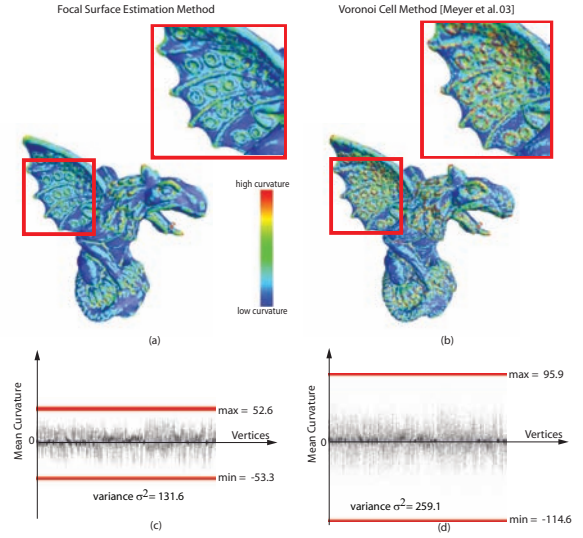 Focal Surface Estimation Method
Voronoi Cell Method [Meyer et al. 03]
high curvature
low curvature
(a)
(b)
Mean Curvature
0
max = 52.6
Vertices
min = -53.3
variance σ²= 131.6
(c)
Mean Curvature
0
max = 95.9
Vertices
variance σ²= 259.1
min = -114.6
(d)